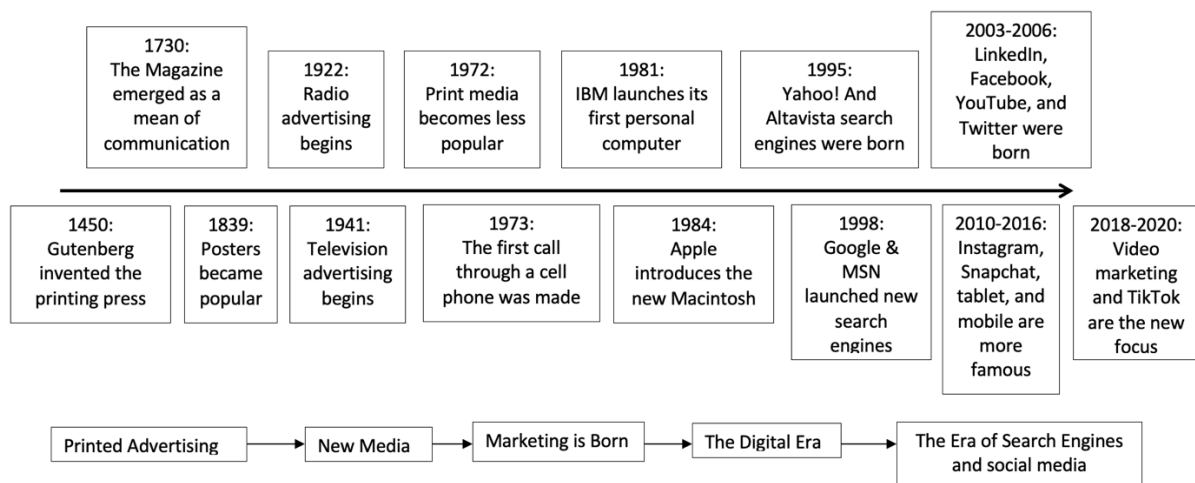 1730:
The Magazine
emerged as a
mean of
communication
1922:
Radio
advertising
begins
1972:
Print media
becomes less
popular
1981:
IBM launches its
first personal
computer
1995:
Yahoo! And
Altavista search
engines were born
2003-2006:
LinkedIn,
Facebook,
YouTube, and
Twitter were
born
1450:
Gutenberg
invented the
printing press
1839:
Posters
became
popular
1941:
Television
advertising
begins
1973:
The first call
through a cell
phone was made
1984:
Apple
introduces the
new Macintosh
1998:
Google &
MSN
launched new
search
engines
2010-2016:
Instagram,
Snapchat,
tablet, and
mobile are
more
famous
2018-2020:
Video
marketing
and TikTok
are the new
focus
Printed Advertising
New Media
Marketing is Born
The Digital Era
The Era of Search Engines
and social media